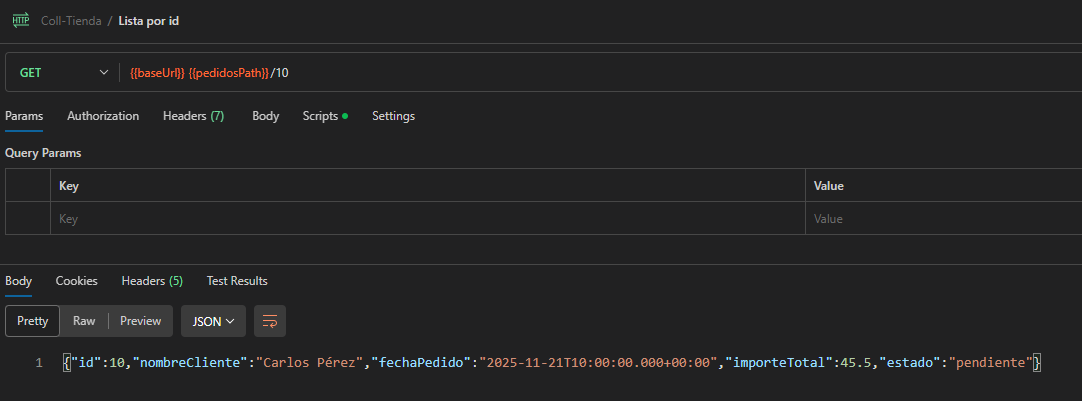 HTTP Coll-Tienda / Lista por id
GET {{baseUrl}} {{pedidosPath}}/10
Params Authorization Headers (7) Body Scripts Settings
Query Params
Key Value
Key Value
Body Cookies Headers (5) Test Results
Pretty Raw Preview JSON
1 {"id":10,"nombreCliente":"Carlos Pérez","fechaPedido":"2025-11-21T10:00:00.000+00:00","importeTotal":45.5,"estado":"pendiente"}